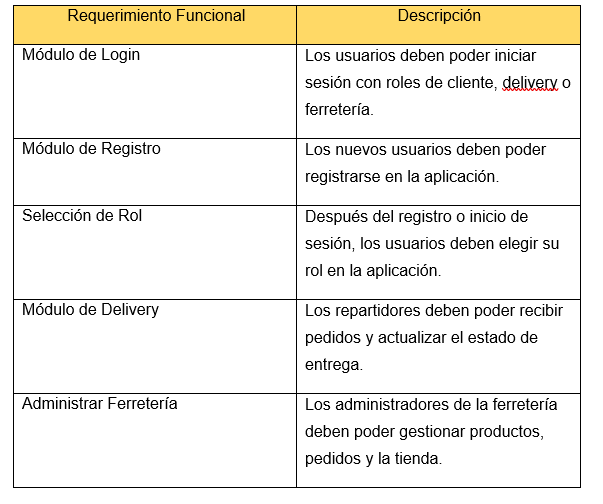 Requerimiento Funcional Descripción
Módulo de Login Los usuarios deben poder iniciar
sesión con roles de cliente, delivery o
ferretería.
Módulo de Registro Los nuevos usuarios deben poder
registrarse en la aplicación.
Selección de Rol Después del registro o inicio de
sesión, los usuarios deben elegir su
rol en la aplicación.
Módulo de Delivery Los repartidores deben poder recibir
pedidos y actualizar el estado de
entrega.
Administrar Ferretería Los administradores de la ferretería
deben poder gestionar productos,
pedidos y la tienda.